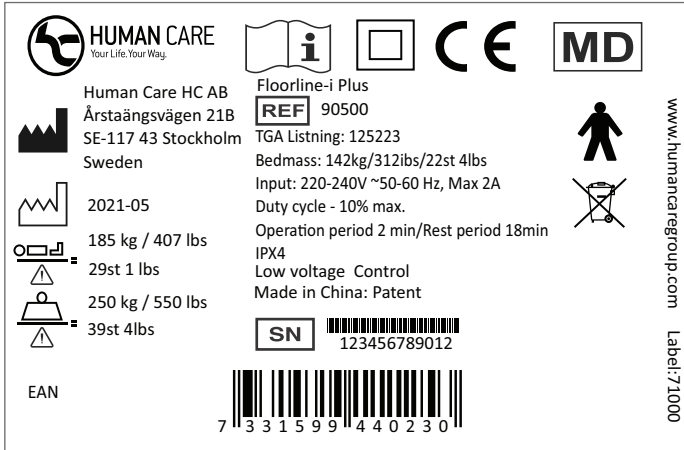 HUMAN CARE
Your Life.Your Way.
i
CE
MD
Human Care HC AB
Årstaängsvägen 21B
SE-117 43 Stockholm
Sweden
2021-05
185 kg / 407 lbs
29st 1 lbs
250 kg / 550 lbs
39st 4lbs
EAN
Floorline-i Plus
REF 90500
TGA Listning: 125223
Bedmass: 142kg/312ibs/22st 4lbs
Input: 220-240V ~50-60 Hz, Max 2A
Duty cycle - 10% max.
Operation period 2 min/Rest period 18min
IPX4
Low voltage  Control
Made in China: Patent
SN
123456789012
7 331599 440230
www.humancaregroup.com Label:71000